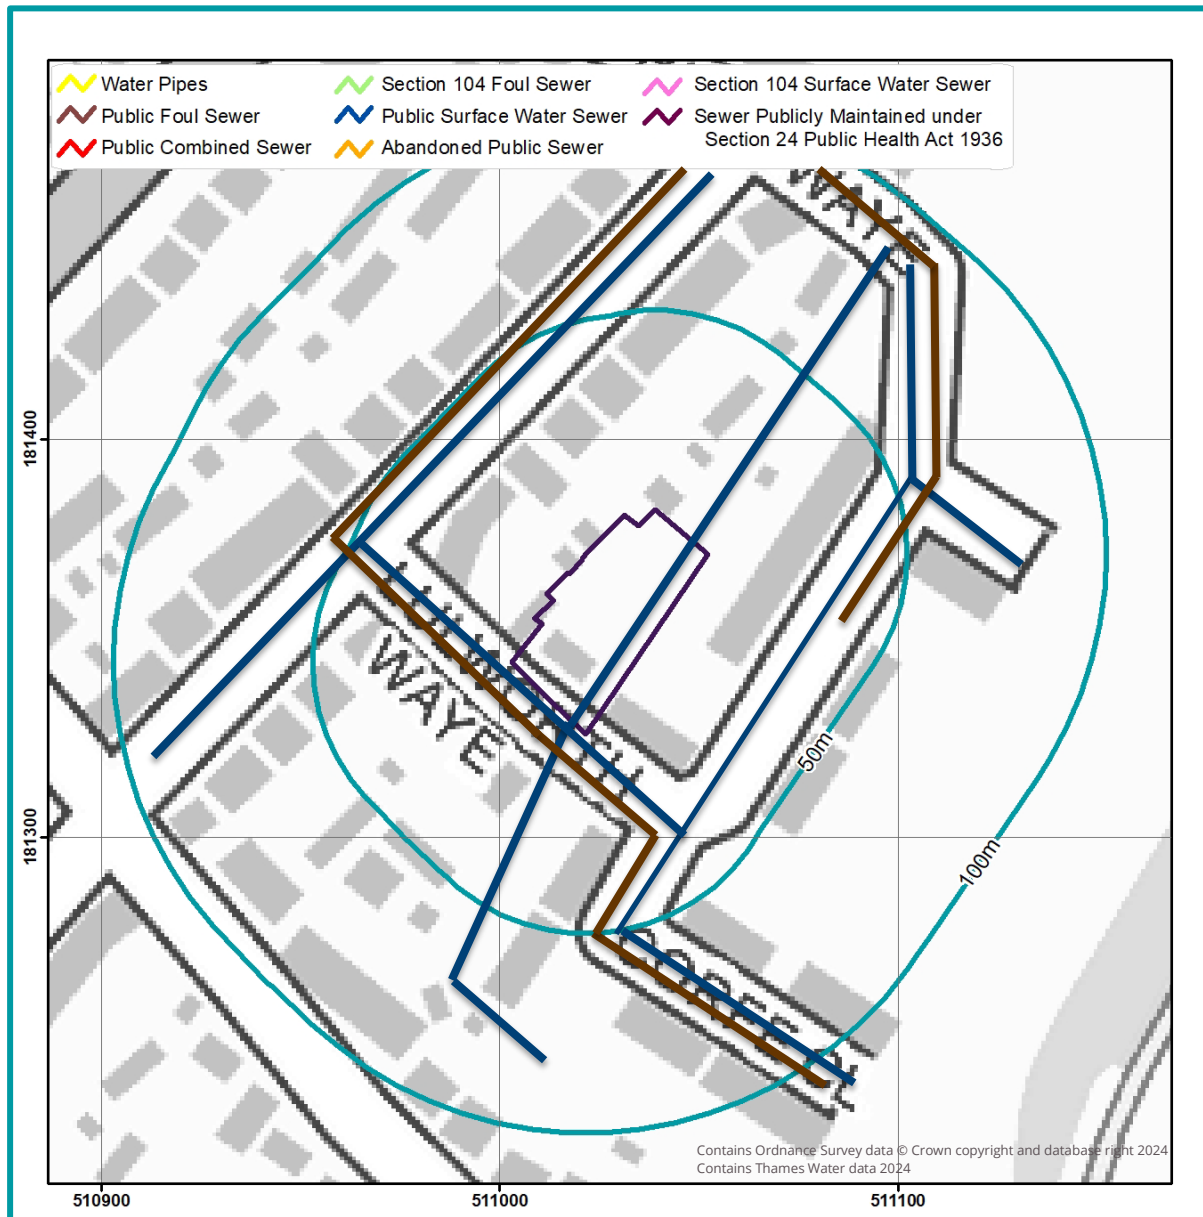 Water Pipes
Public Foul Sewer
Public Combined Sewer
Section 104 Foul Sewer
Public Surface Water Sewer
Abandoned Public Sewer
Section 104 Surface Water Sewer
Sewer Publicly Maintained under
Section 24 Public Health Act 1936
WAYE
WAYE
50m
100m
181400
181300
510900
511000
511100
Contains Ordnance Survey data © Crown copyright and database right 2024
Contains Thames Water data 2024